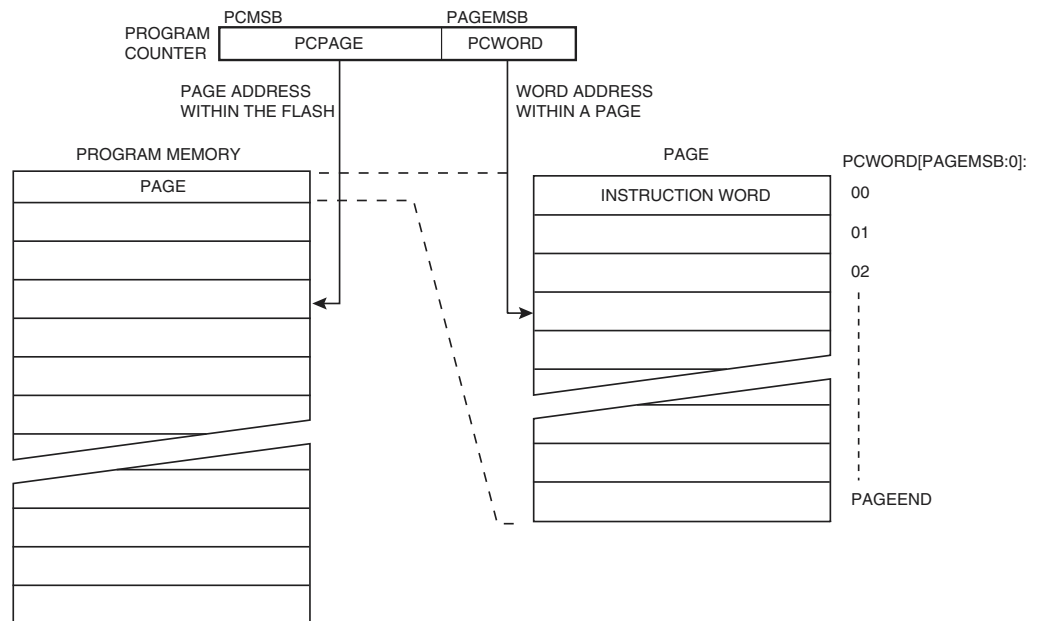 PCMSB
PAGEMSB
PROGRAM
COUNTER
PCPAGE
PCWORD
PAGE ADDRESS
WITHIN THE FLASH
WORD ADDRESS
WITHIN A PAGE
PROGRAM MEMORY
PAGE
PAGE
PCWORD[PAGEMSB:0]:
INSTRUCTION WORD
00
01
02
PAGEEND